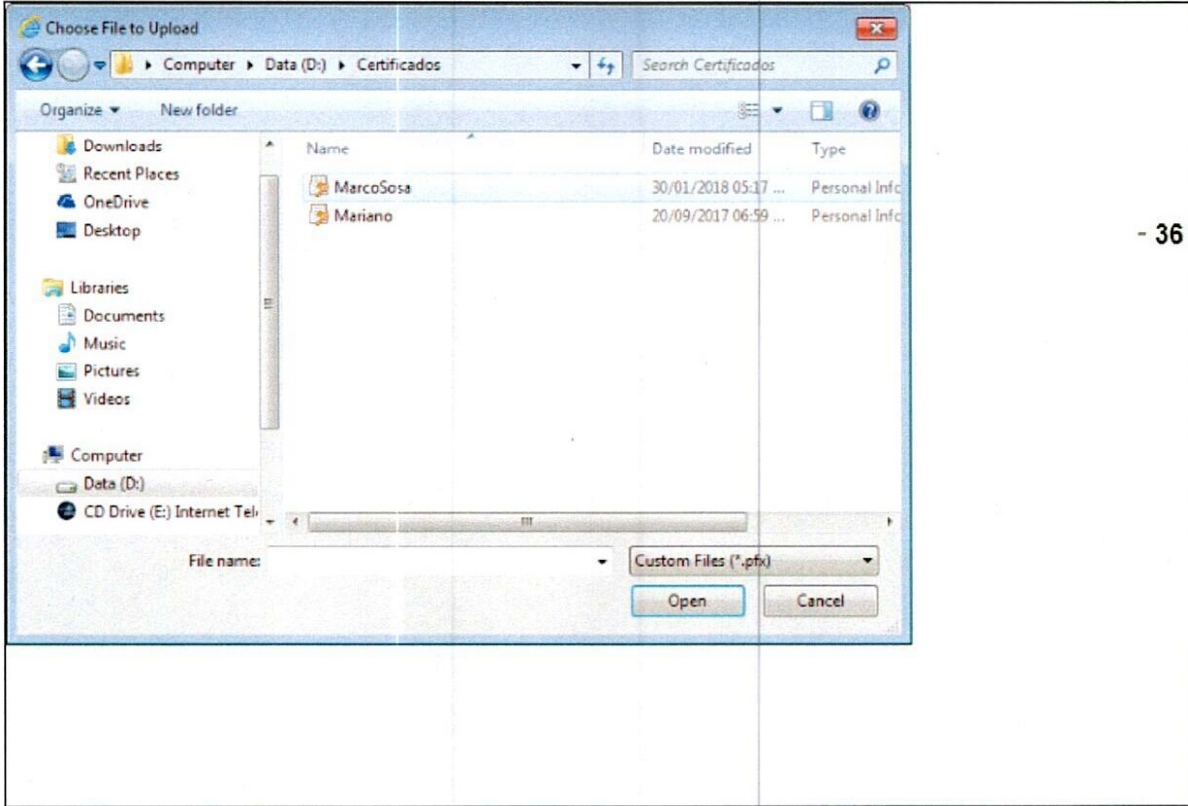 Choose File to Upload
Computer Data (D:) Certificados
Search Certificados
Organize New folder
Downloads
Recent Places
OneDrive
Desktop
Libraries
Documents
Music
Pictures
Videos
Computer
Data (D:)
CD Drive (E:) Internet Tel
Name Date modified Type
MarcoSosa 30/01/2018 05:17 ... Personal Info
Mariano 20/09/2017 06:59 ... Personal Info
- 36
File name:
Custom Files (*.pfx)
Open Cancel